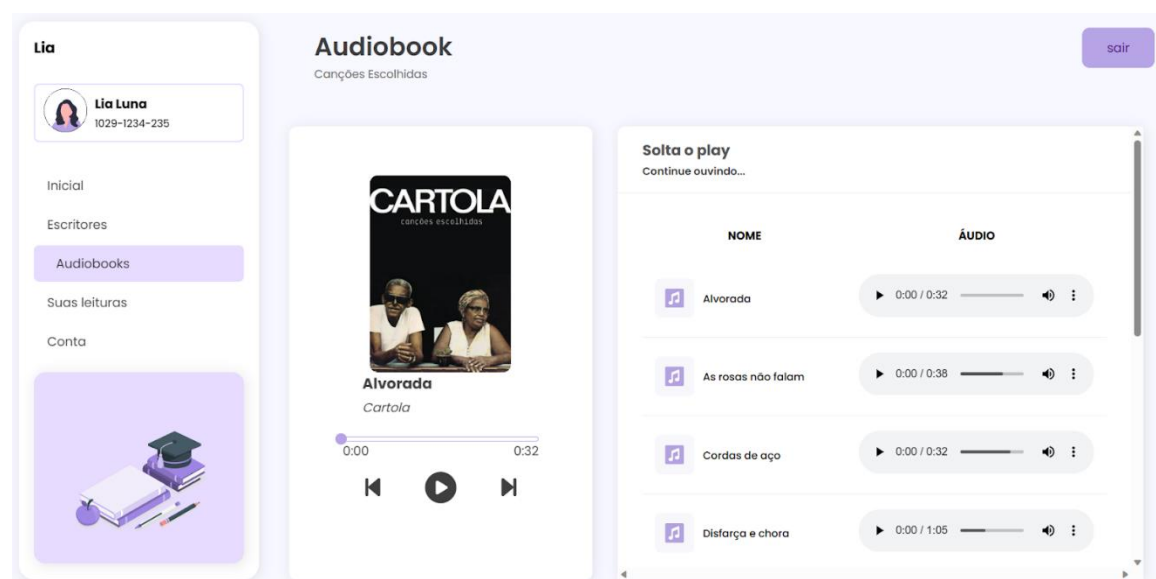 Lia
Lia Luna
1029-1234-235
Inicial
Escritores
Audiobooks
Suas leituras
Conta
Audiobook
Canções Escolhidas
sair
CARTOLA
canções escolhidas
Alvorada
Cartola
0:00 0:32
Solta o play
Continue ouvindo...
NOME ÁUDIO
Alvorada 0:00 / 0:32
As rosas não falam 0:00 / 0:38
Cordas de aço 0:00 / 0:32
Disfarça e chora 0:00 / 1:05